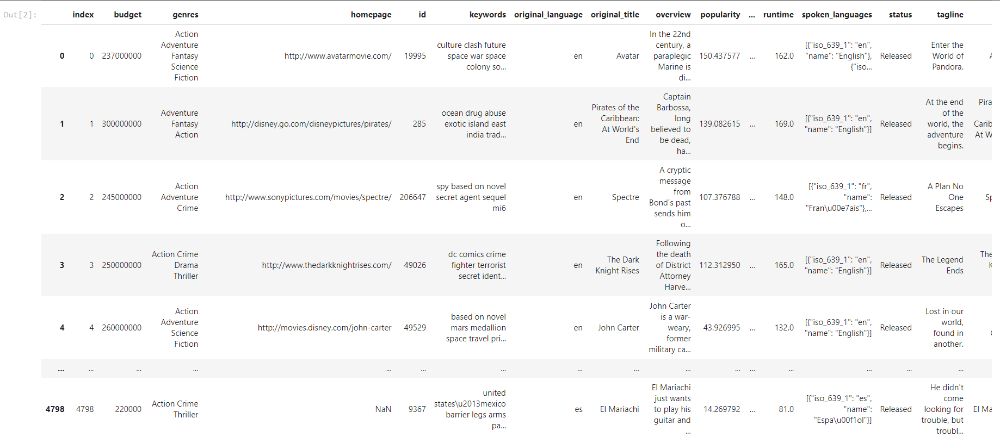 Out[2]:
index budget genres homepage id keywords original_language original_title overview popularity ... runtime spoken_languages status tagline
0 0 237000000 Action Adventure Fantasy Science Fiction http://www.avatarmovie.com/ 19995 culture clash future space war space colony so... en Avatar In the 22nd century, a paraplegic Marine is di... 150.437577 ... 162.0 [{"iso_639_1": "en", "name": "English"}, {"iso... Released Enter the World of Pandora. A
1 1 300000000 Adventure Fantasy Action http://disney.go.com/disneypictures/pirates/ 285 ocean drug abuse exotic island east india trad... en Pirates of the Caribbean: At World's End Captain Barbossa, long believed to be dead, ha... 139.082615 ... 169.0 [{"iso_639_1": "en", "name": "English"}] Released At the end of the world, the adventure begins. Pira Carib At W
2 2 245000000 Action Adventure Crime http://www.sonypictures.com/movies/spectre/ 206647 spy based on novel secret agent sequel mi6 en Spectre A cryptic message from Bond’s past sends him o... 107.376788 ... 148.0 [{"iso_639_1": "fr", "name": "Fran\u00e7ais"},... Released A Plan No One Escapes Sp
3 3 250000000 Action Crime Drama Thriller http://www.thedarkknightrises.com/ 49026 dc comics crime fighter terrorist secret ident... en The Dark Knight Rises Following the death of District Attorney Harve... 112.312950 ... 165.0 [{"iso_639_1": "en", "name": "English"}] Released The Legend Ends The K
4 4 260000000 Action Adventure Science Fiction http://movies.disney.com/john-carter 49529 based on novel mars medallion space travel pri... en John Carter John Carter is a war-weary, former military ca... 43.926995 ... 132.0 [{"iso_639_1": "en", "name": "English"}] Released Lost in our world, found in another.
... ... ... ... ... ... ... ... ... ... ... ... ... ... ... ...
4798 4798 220000 Action Crime Thriller NaN 9367 united states\u2013mexico barrier legs arms pa... es El Mariachi El Mariachi just wants to play his guitar and ... 14.269792 ... 81.0 [{"iso_639_1": "es", "name": "Espa\u00f1ol"}] Released He didn't come looking for trouble, but troubl... El Ma